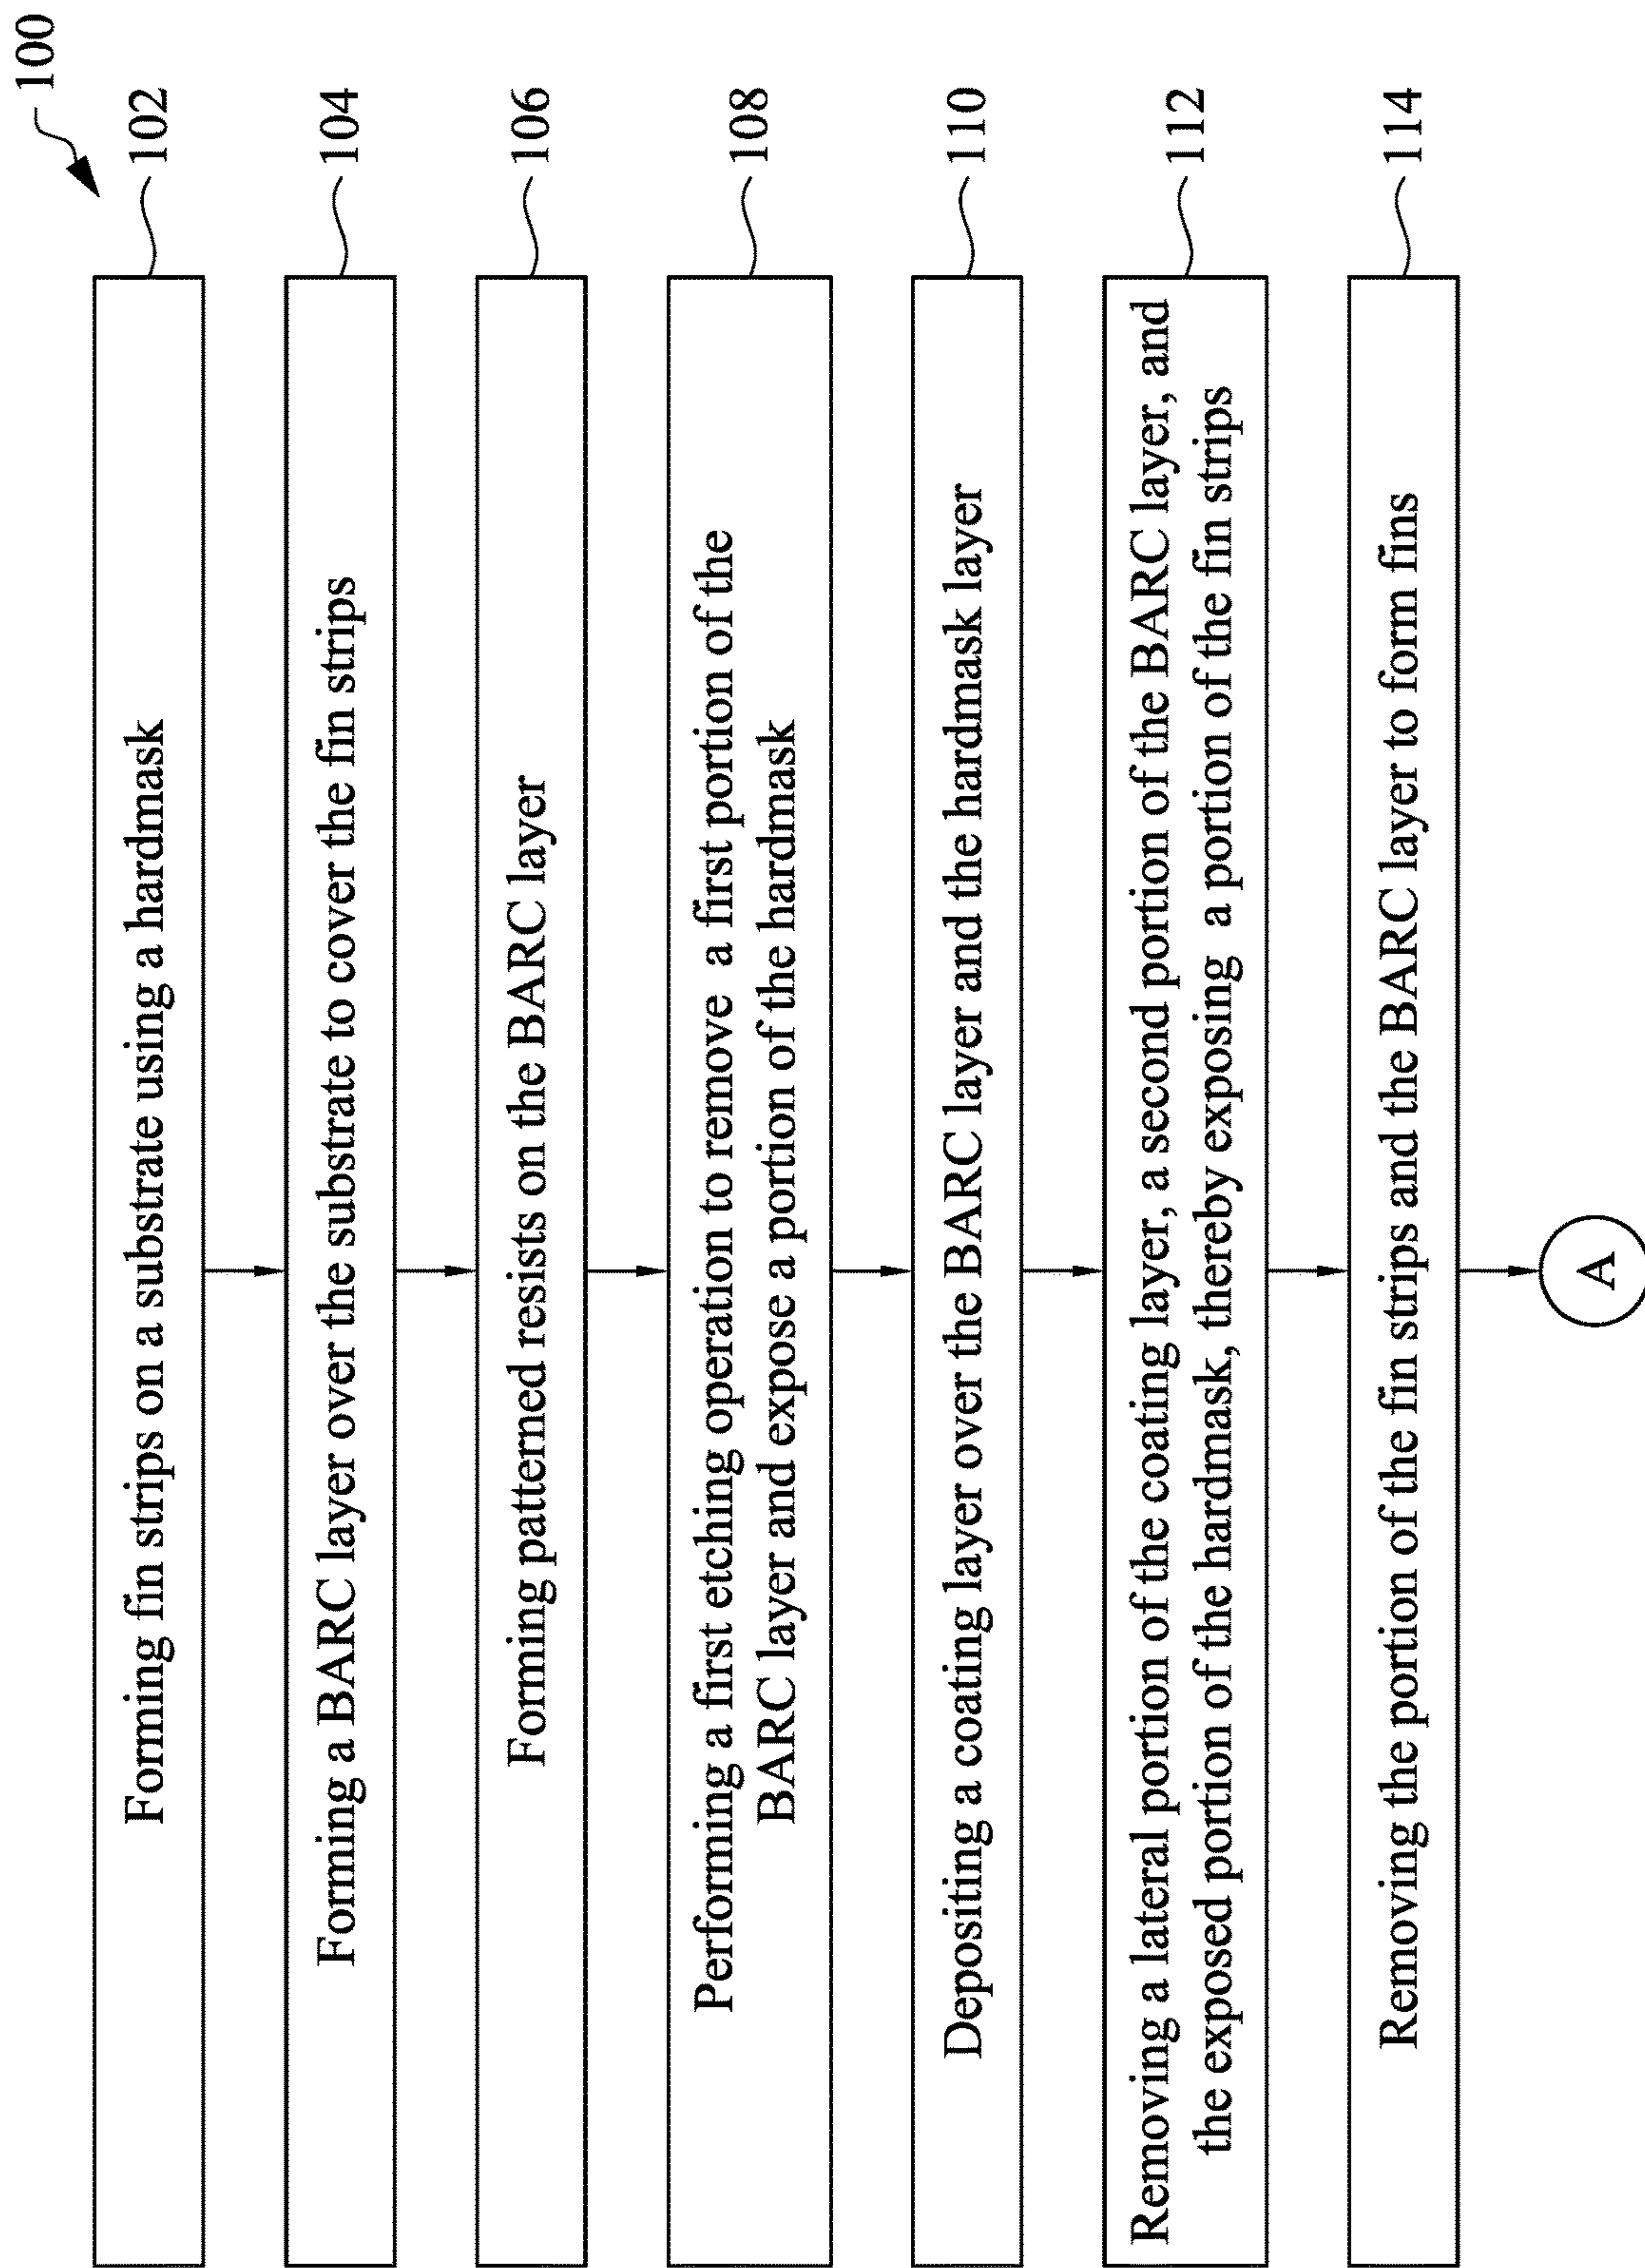 100
Forming fin strips on a substrate using a hardmask
102
Forming a BARC layer over the substrate to cover the fin strips
104
Forming patterned resists on the BARC layer
106
Performing a first etching operation to remove a first portion of the
BARC layer and expose a portion of the hardmask
108
Depositing a coating layer over the BARC layer and the hardmask layer
110
Removing a lateral portion of the coating layer, a second portion of the BARC layer, and
the exposed portion of the hardmask, thereby exposing a portion of the fin strips
112
Removing the portion of the fin strips and the BARC layer to form fins
114
A